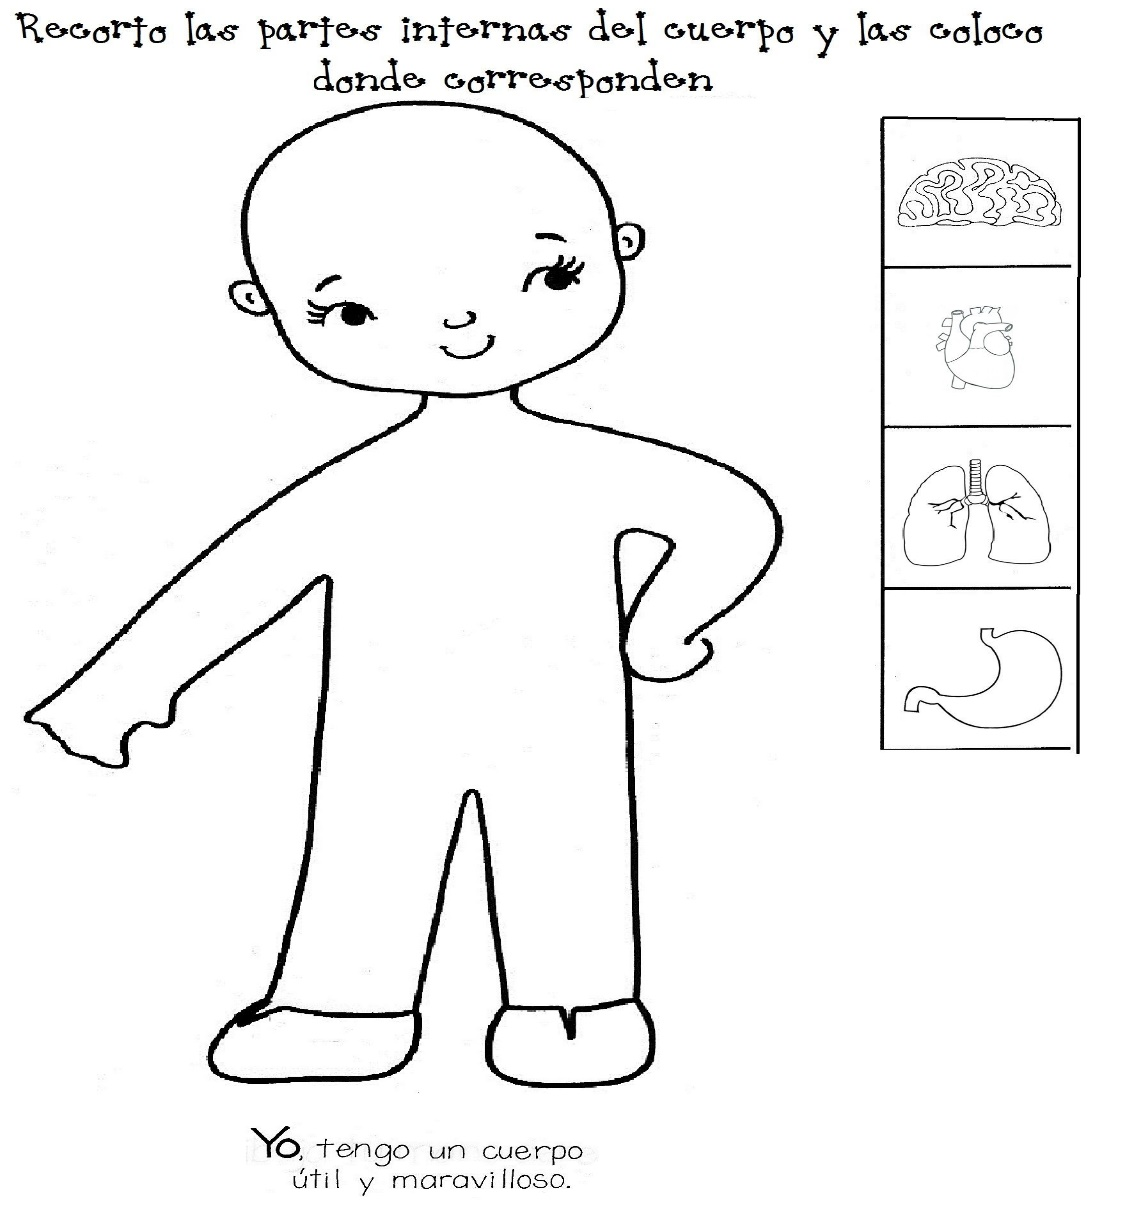 Recorto las partes internas del cuerpo y las coloco
donde corresponden
Yo, tengo un cuerpo
útil y maravilloso.